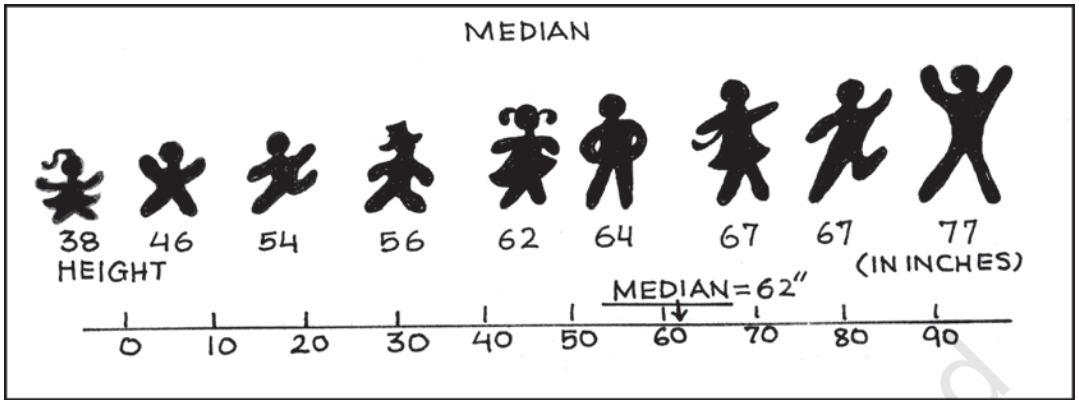 MEDIAN
38 46 54 56 62 64 67 67 77
HEIGHT (IN INCHES)
MEDIAN = 62"
0 10 20 30 40 50 60 70 80 90
d